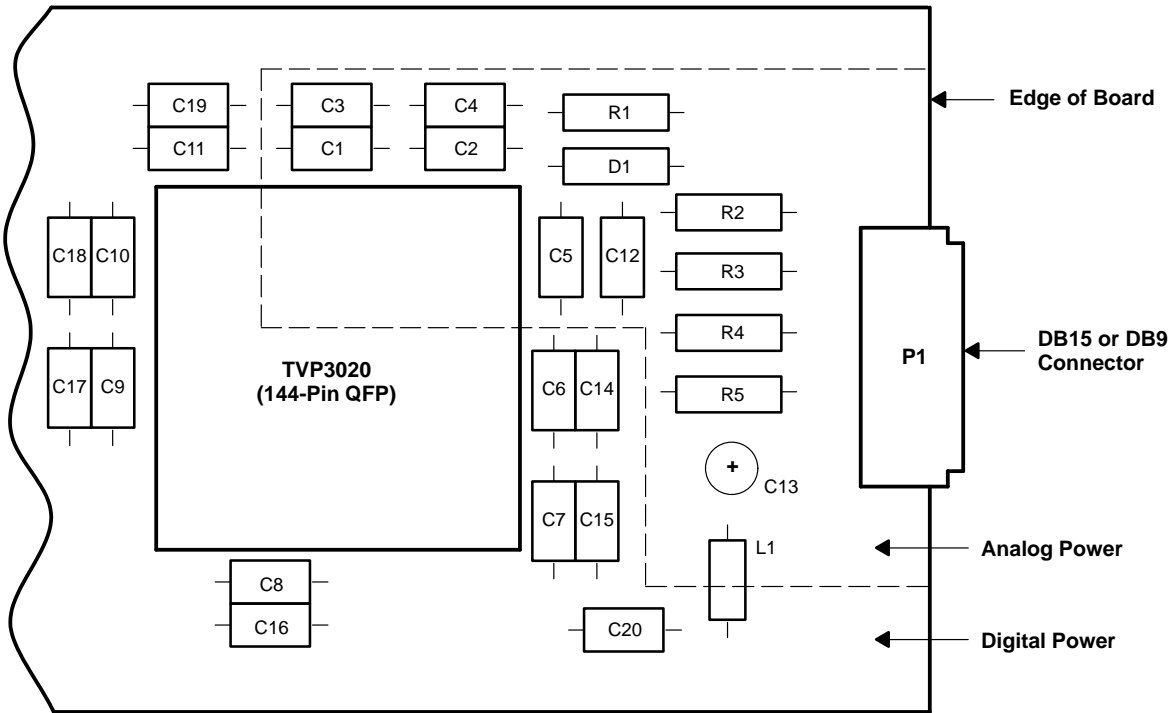 C19
C3
C4
R1
Edge of Board
C11
C1
C2
D1
R2
C18
C10
C5
C12
R3
R4
DB15 or DB9
Connector
P1
TVP3020
(144-Pin QFP)
C17
C9
C6
C14
R5
+
C13
C7
C15
L1
Analog Power
C8
C16
C20
Digital Power